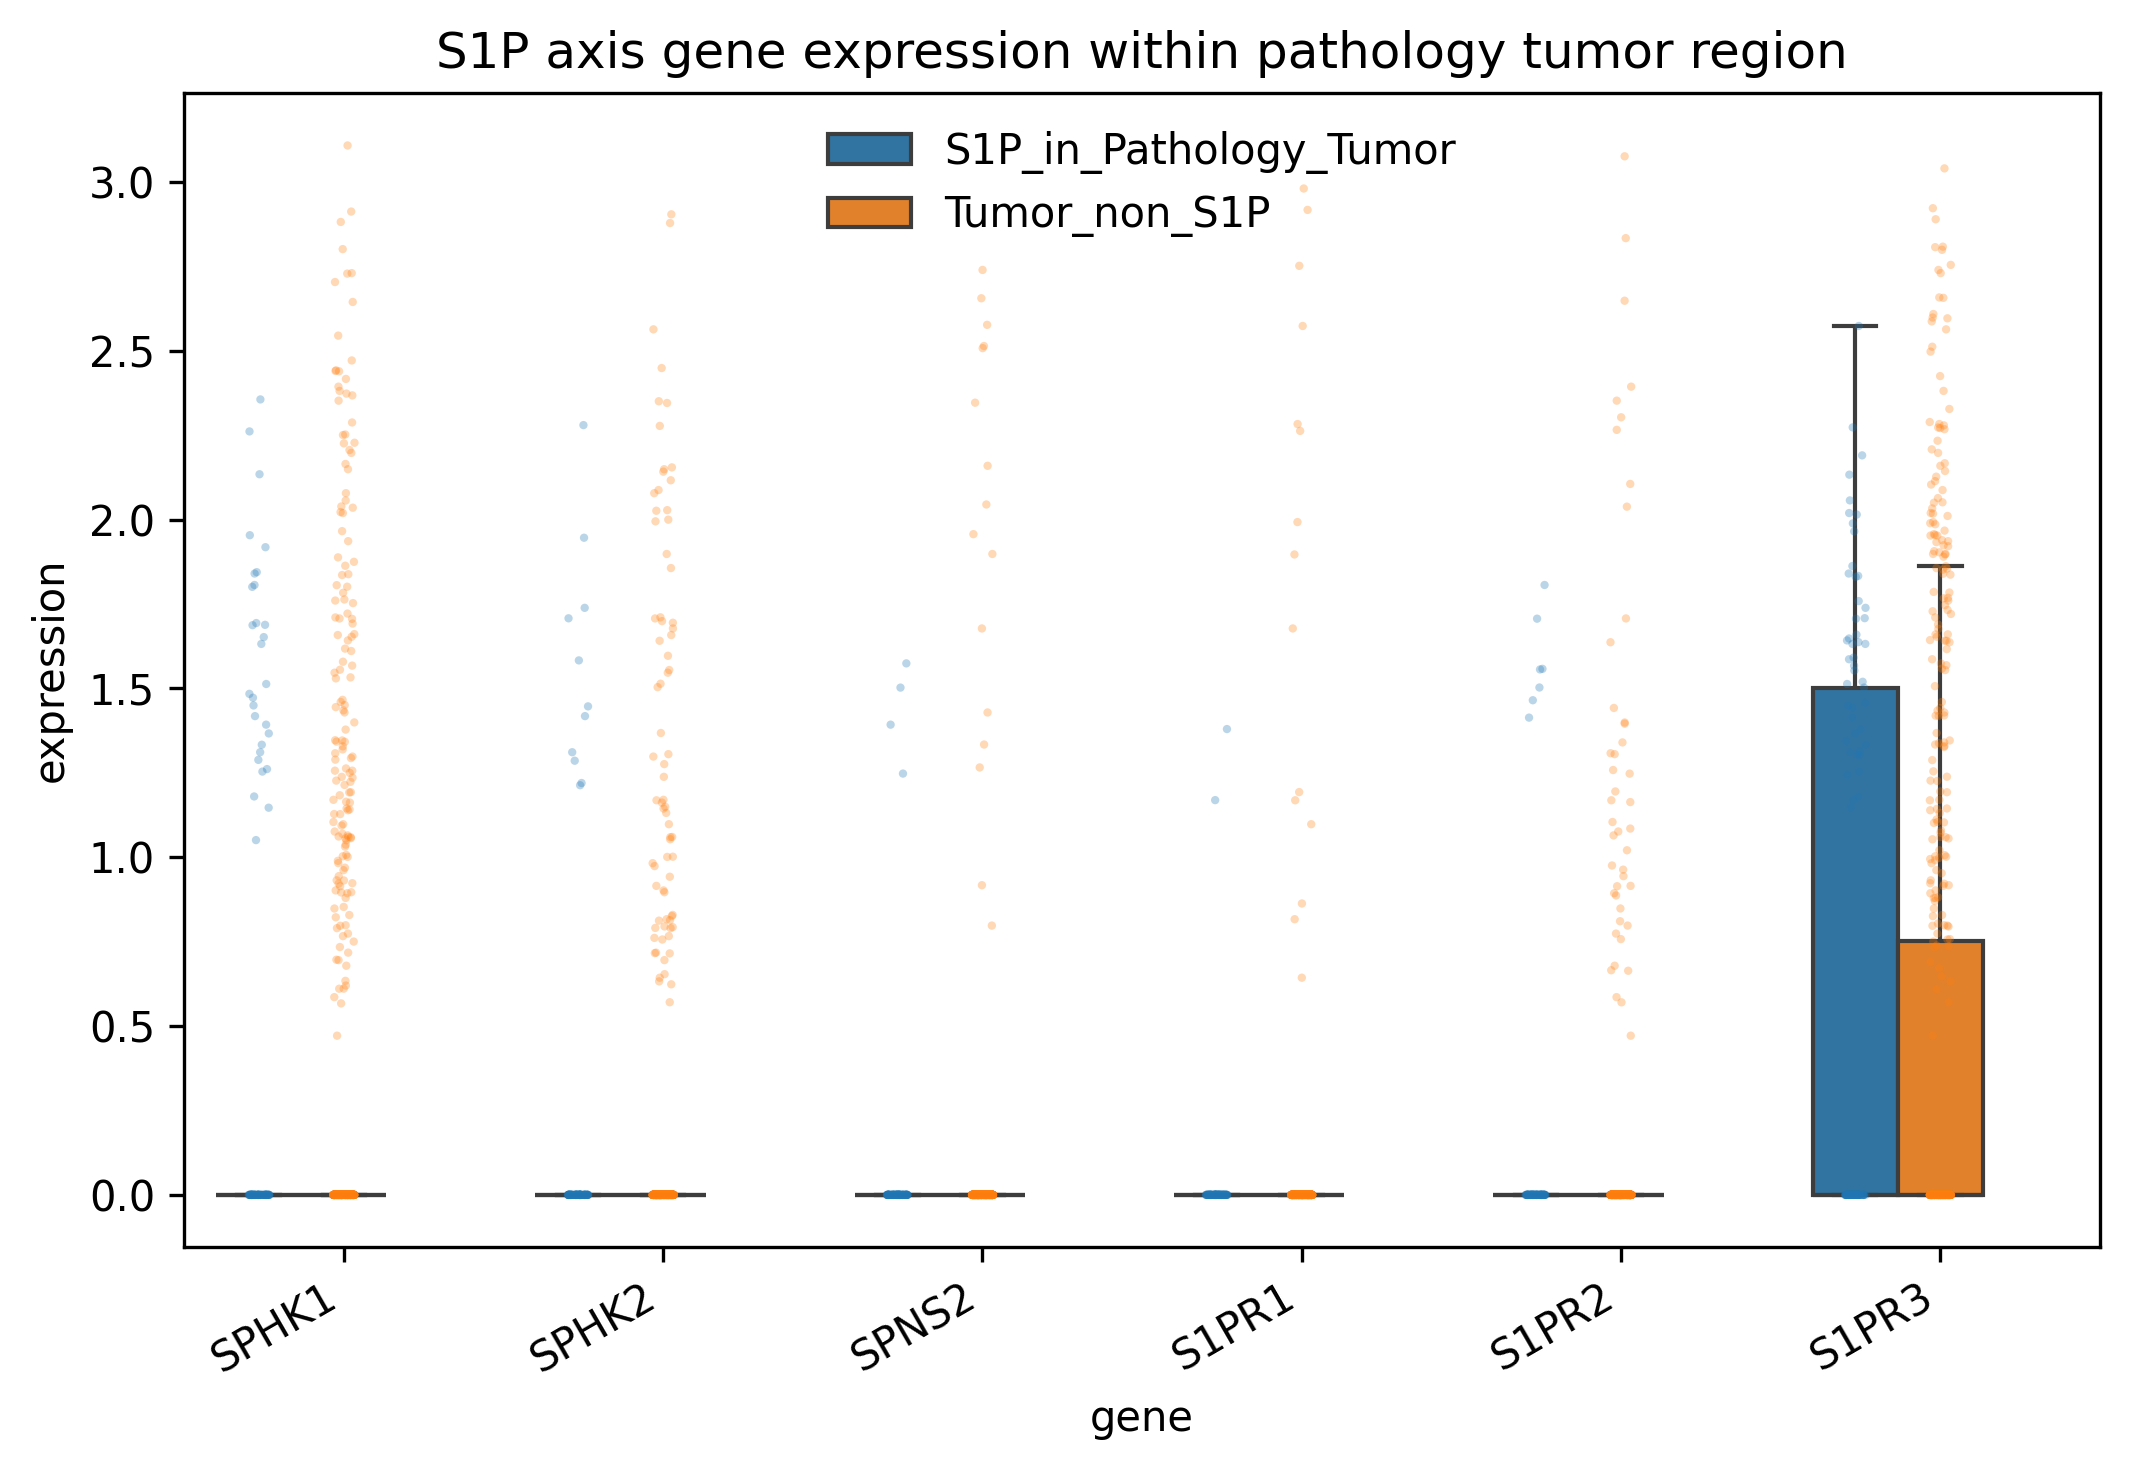 S1P axis gene expression within pathology tumor region
S1P_in_Pathology_Tumor
Tumor_non_S1P
expression
3.0
2.5
2.0
1.5
1.0
0.5
0.0
SPHK1
SPHK2
SPNS2
S1PR1
S1PR2
S1PR3
gene